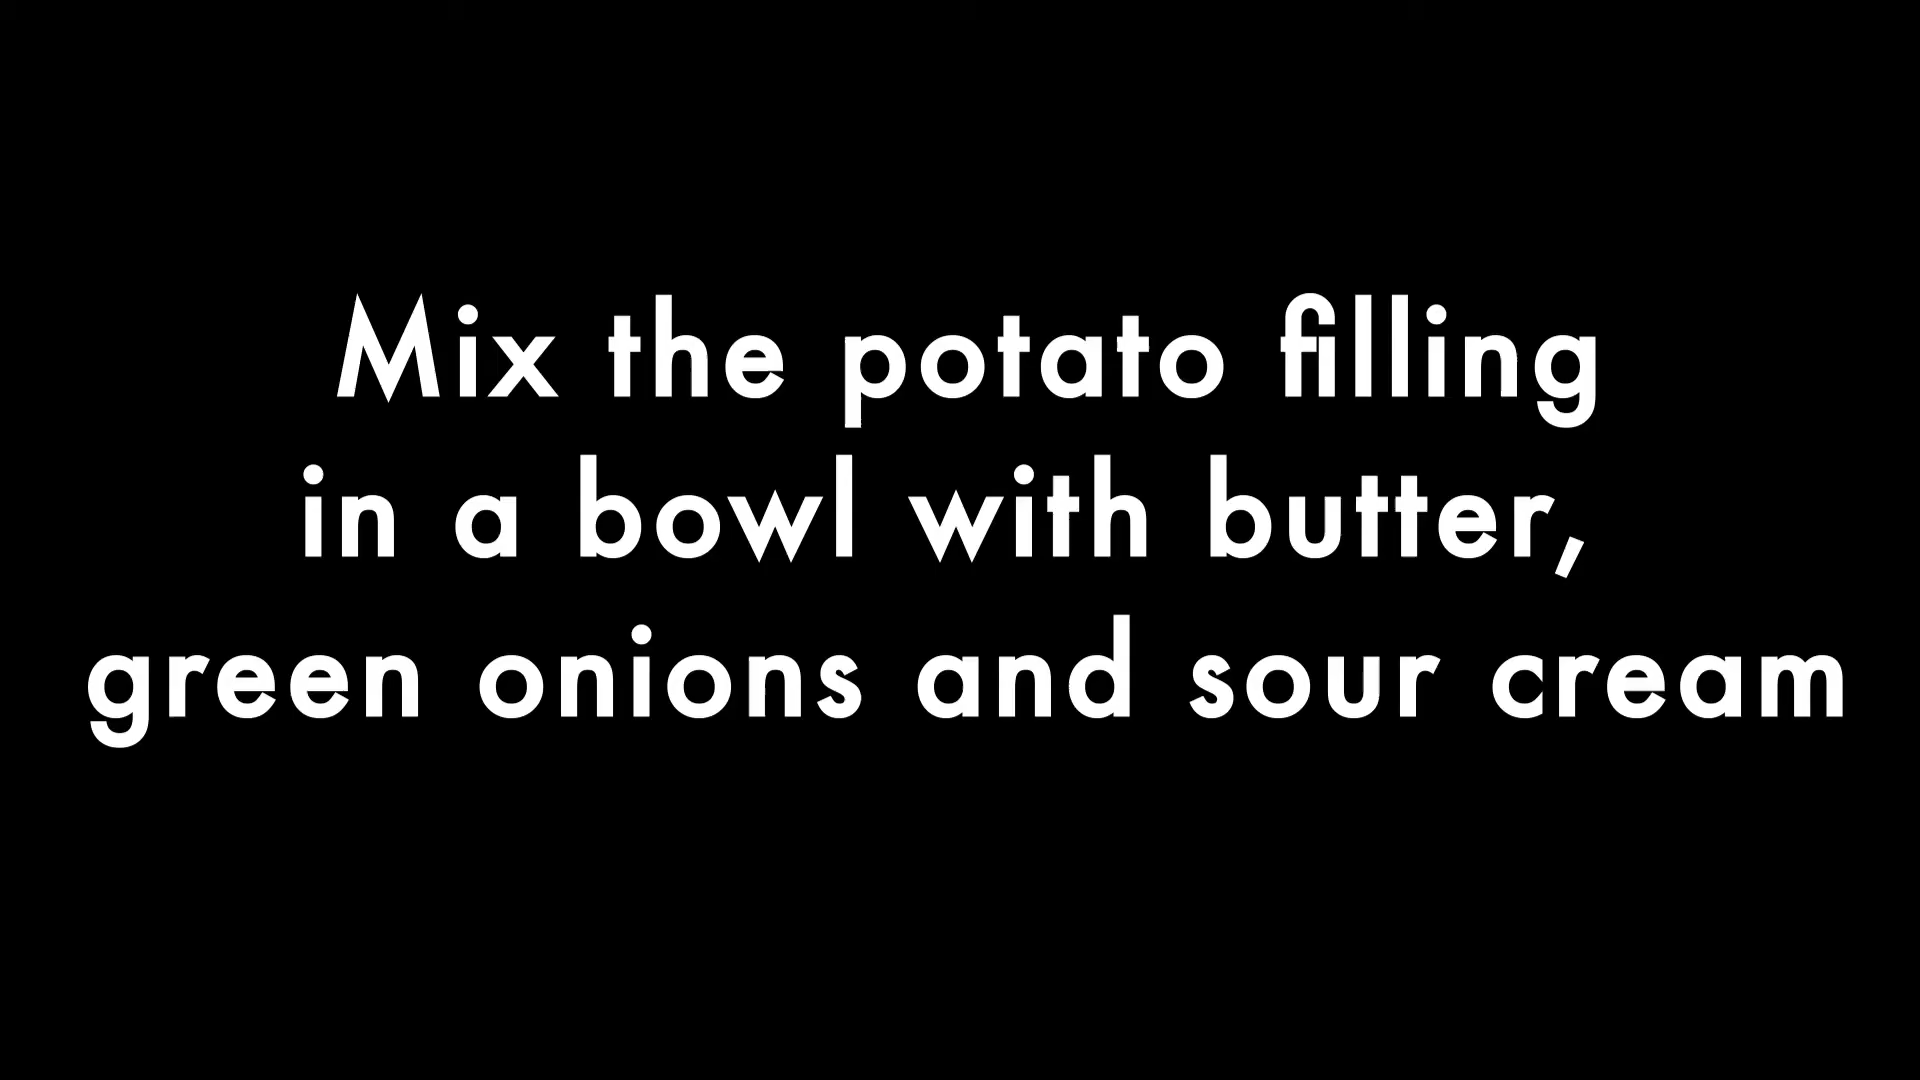 Mix the potato filling
in a bowl with butter,
green onions and sour cream